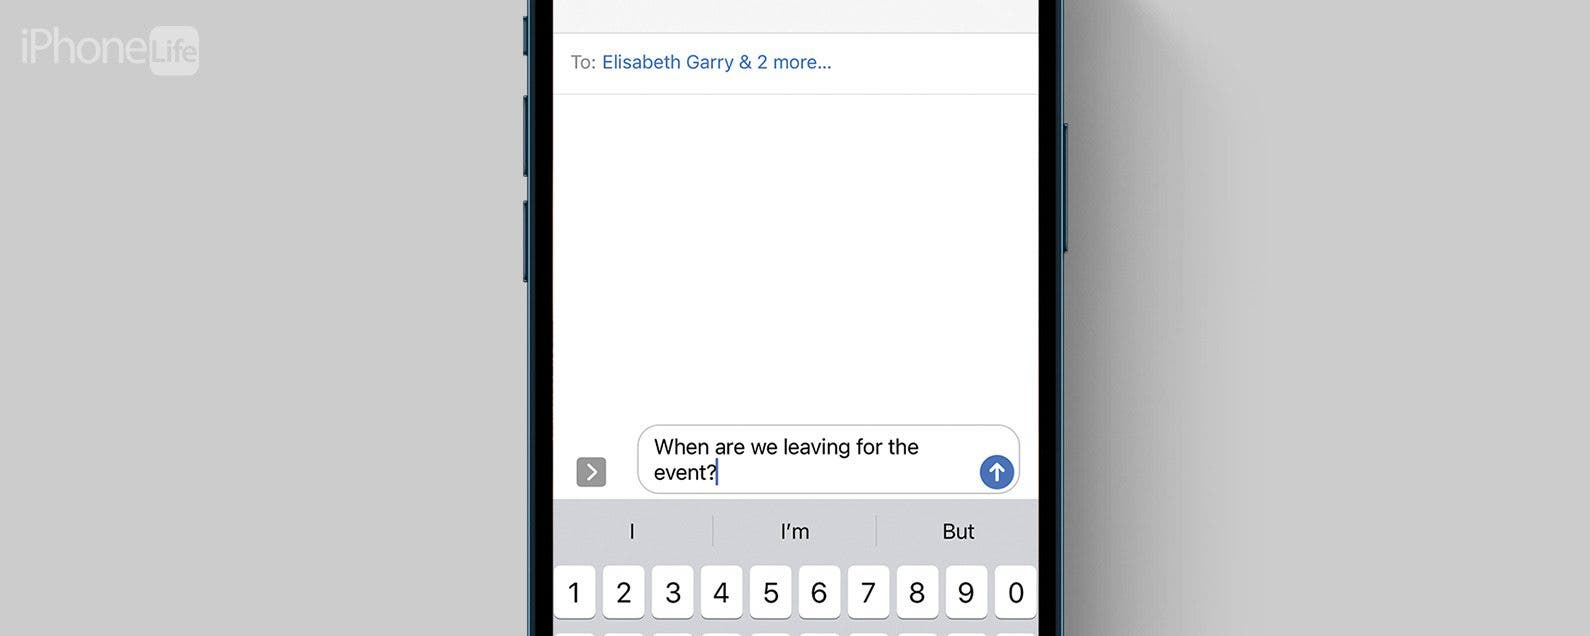 iPhoneLife
To: Elisabeth Garry & 2 more...
When are we leaving for the
event?
I I'm But
1 2 3 4 5 6 7 8 9 0